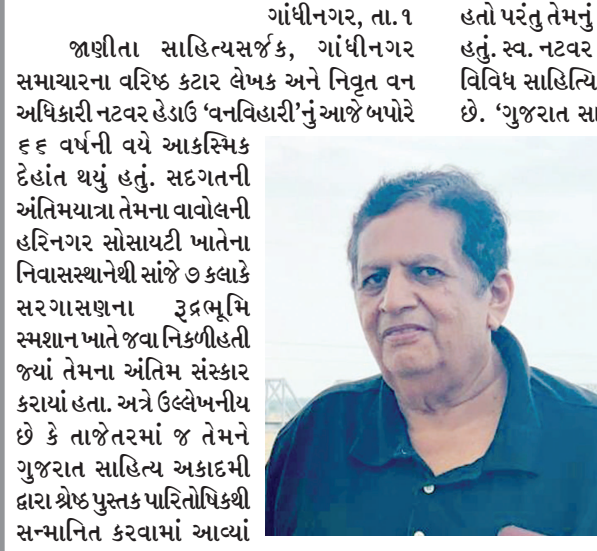 ગાંધીનગર, તા.૧
જાણીતા સાહિત્યસર્જક, ગાંધીનગર
સમાચારના વરિષ્ઠ કટાર લેખક અને નિવૃત વન
અધિકારી નટવર હેડાઉ ‘વનવિહારી’નું આજે બપોરે
૬૬ વર્ષની વયે આકસ્મિક
દેહાંત થયું હતું. સદગતની
અંતિમયાત્રા તેમના વાવોલની
હરિનગર સોસાયટી ખાતેના
નિવાસસ્થાનેથી સાંજે ૭ કલાકે
સરગાસણના રૂદ્રભૂમિ
સ્મશાન ખાતે જવા નિકળીહતી
જ્યાં તેમના અંતિમ સંસ્કાર
કરાયાં હતા. અત્રે ઉલ્લેખનીય
છે કે તાજેતરમાં જ તેમને
ગુજરાત સાહિત્ય અકાદમી
દ્વારા શ્રેષ્ઠ પુસ્તક પારિતોષિકથી
સન્માનિત કરવામાં આવ્યાં
હતો પરંતુ તેમનું
હતું. સ્વ. નટવર
વિવિધ સાહિત્યિ
છે. ‘ગુજરાત સા